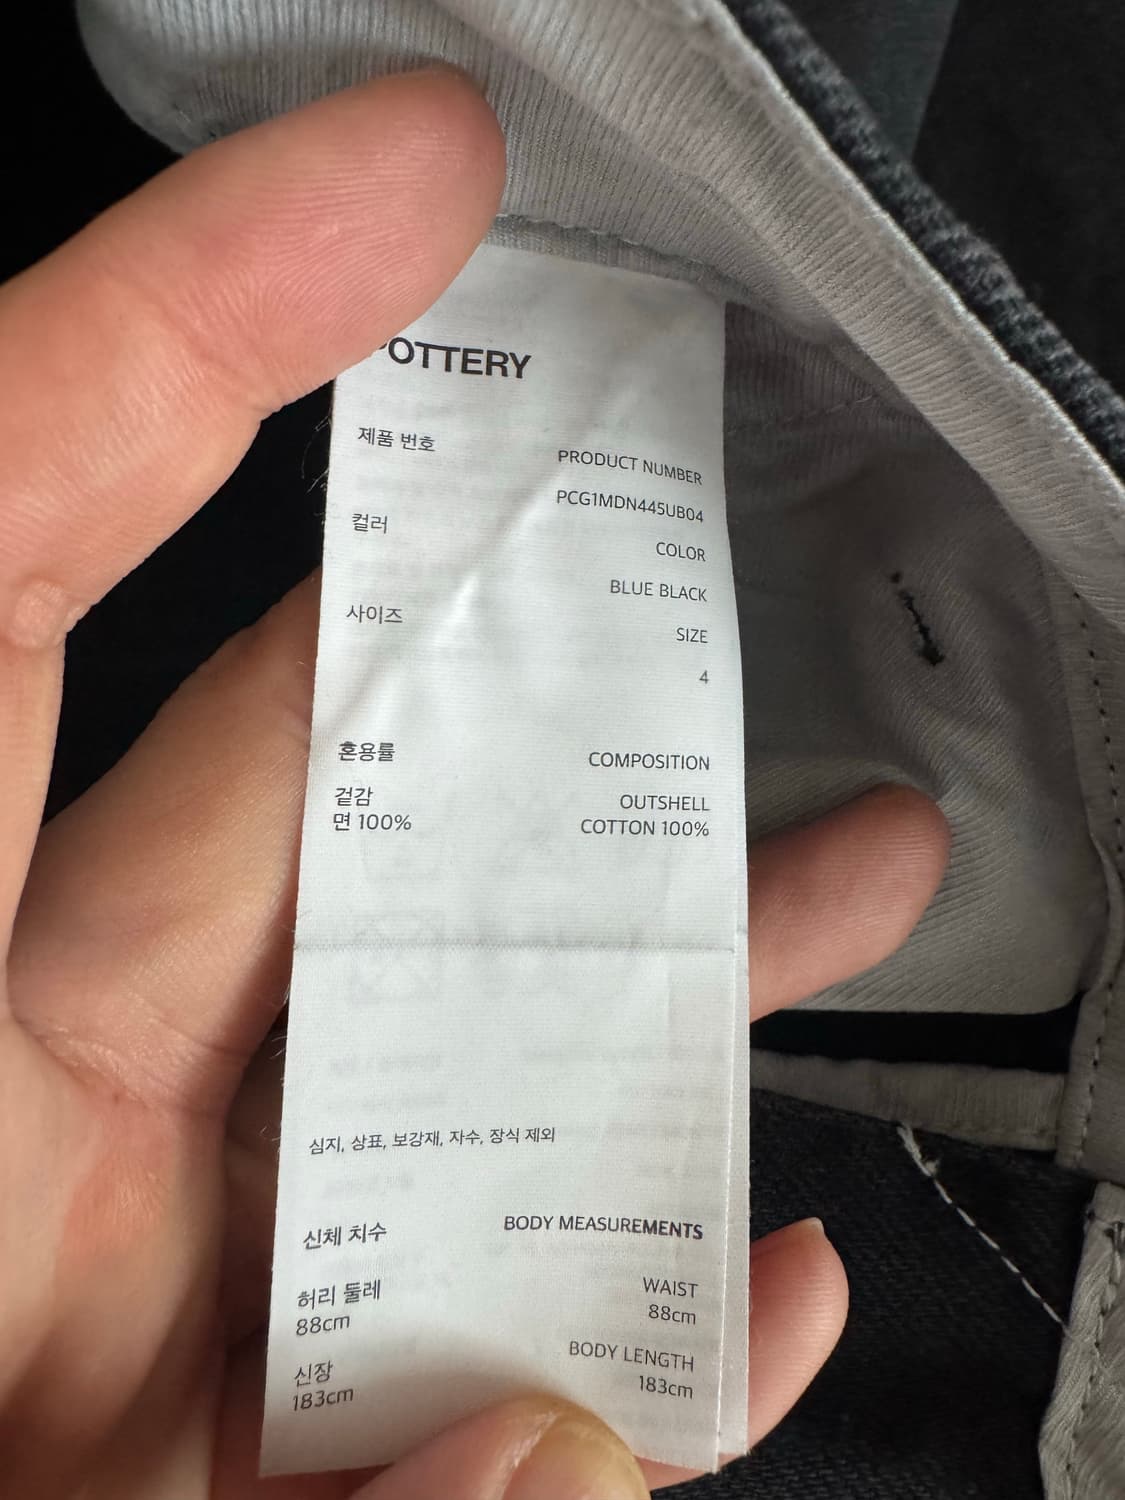 POTTERY
제품 번호
PRODUCT NUMBER
PCG1MDN445UB04
컬러
COLOR
BLUE BLACK
사이즈
SIZE
4
혼용률
COMPOSITION
겉감
OUTSHELL
면 100%
COTTON 100%
심지, 상표, 보강재, 자수, 장식 제외
신체 치수
BODY MEASUREMENTS
허리 둘레
WAIST
88cm
88cm
신장
BODY LENGTH
183cm
183cm